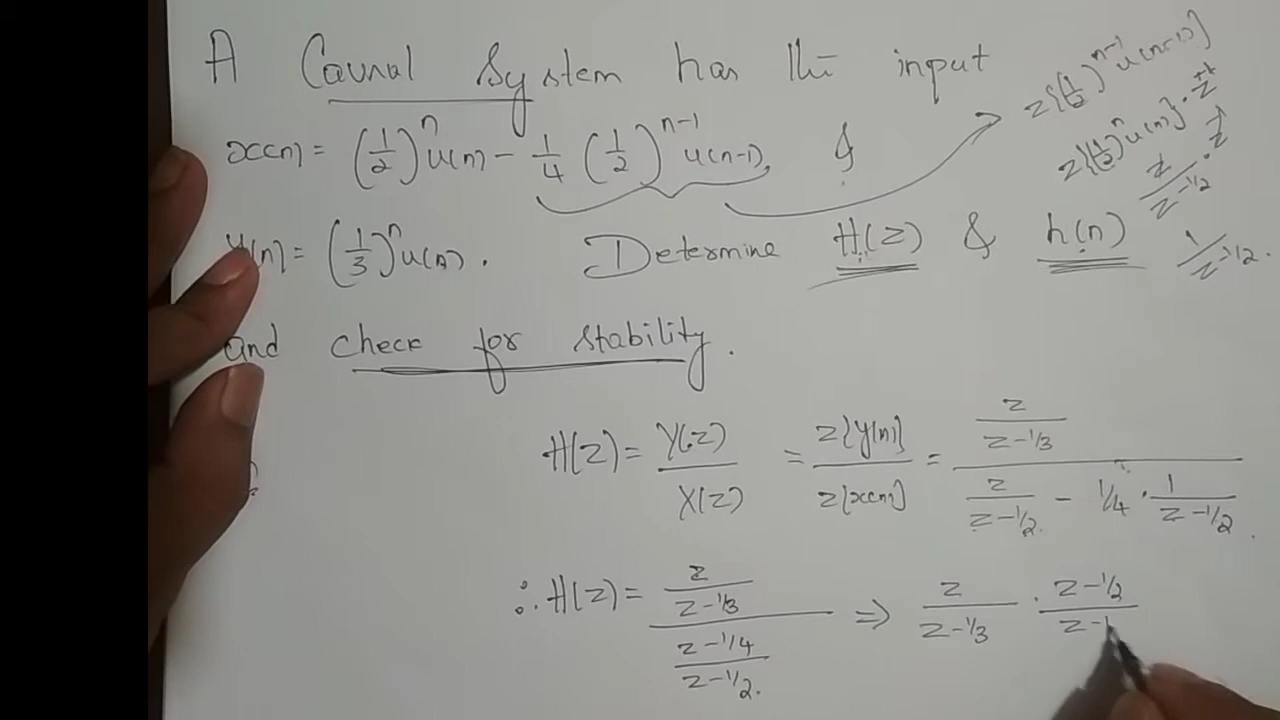 A Causal System has the input
x(n) = (1/2)^n u(n) - 1/4 (1/2)^{n-1} u(n-1), &
z{(1/2)^{n-1} u(n-1)}
z{(1/2)^n u(n)} . z^{-1}
z/(z-1/2) . z^{-1}
1/(z-1/2).
y(n) = (1/3)^n u(n). Determine H(z) & h(n)
and check for stability.
H(z) = Y(z)/X(z) = z{y(n)}/z{x(n)} = (z/(z-1/3))/(z/(z-1/2) - 1/4 . 1/(z-1/2)).
∴ H(z) = (z/(z-1/3))/((z-1/4)/(z-1/2)). ⇒ z/(z-1/3) . (z-1/2)/(z-1